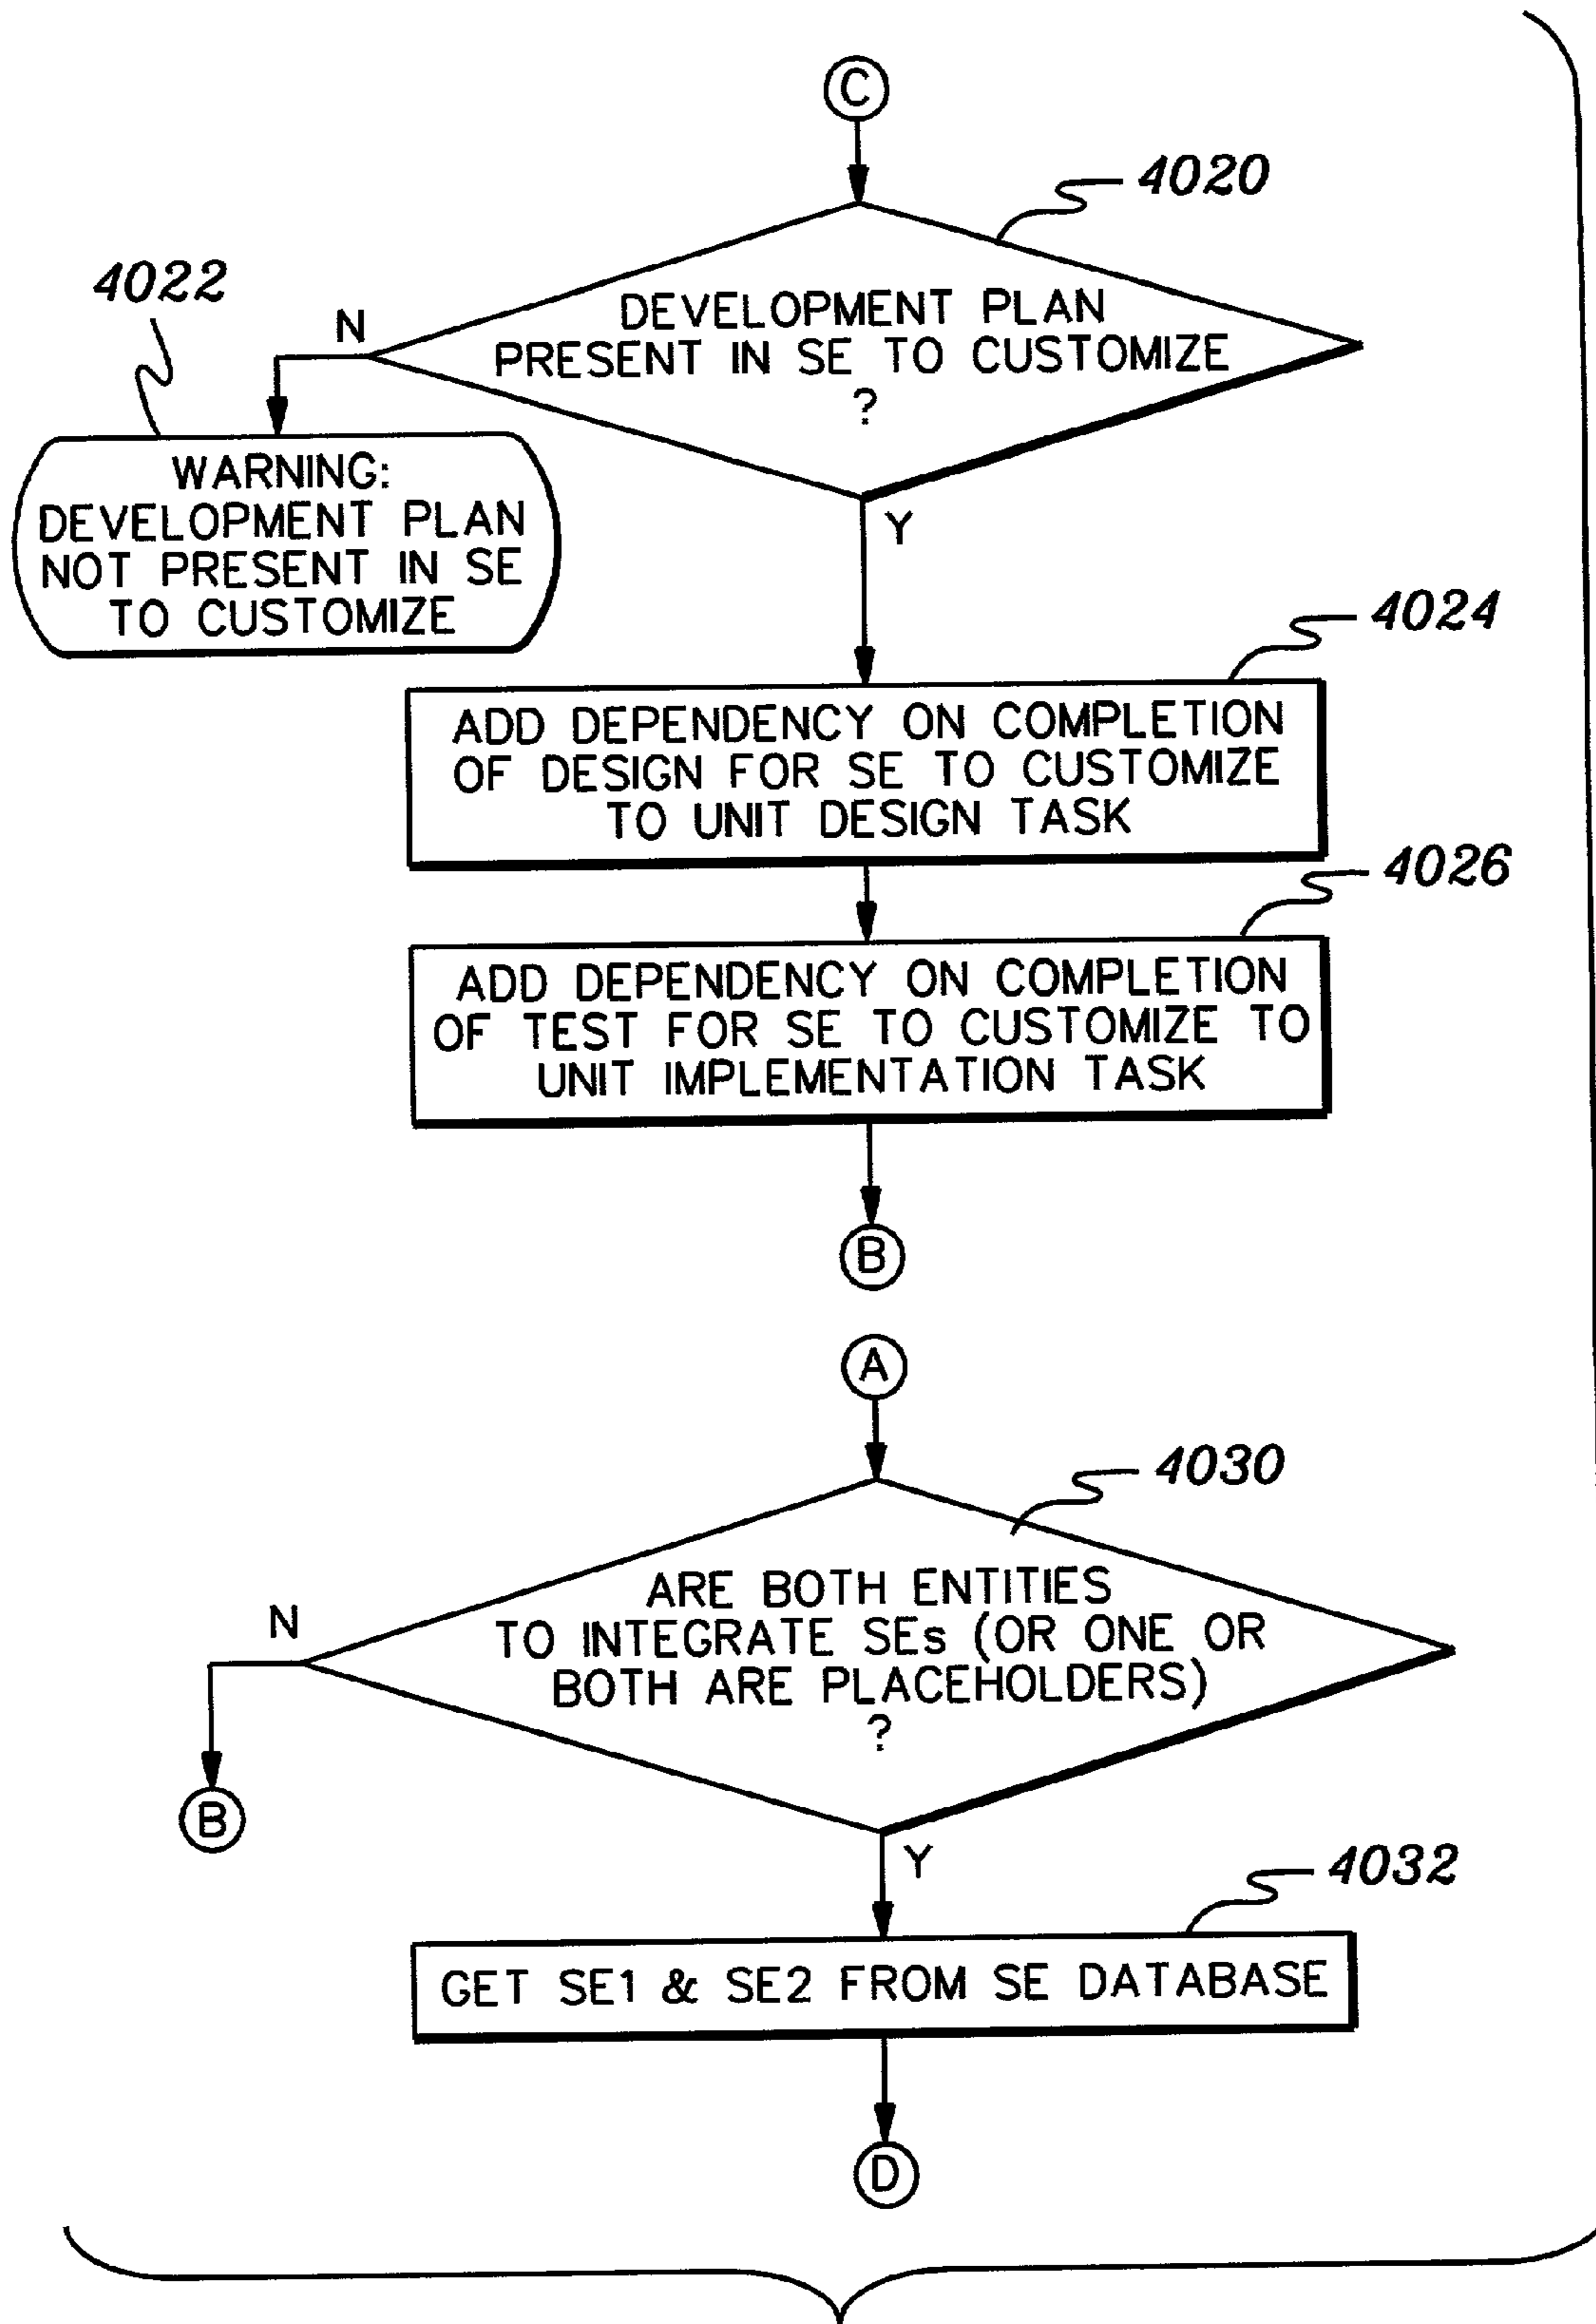 C
4020
4022
N
DEVELOPMENT PLAN
PRESENT IN SE TO CUSTOMIZE
?
Y
WARNING:
DEVELOPMENT PLAN
NOT PRESENT IN SE
TO CUSTOMIZE
4024
ADD DEPENDENCY ON COMPLETION
OF DESIGN FOR SE TO CUSTOMIZE
TO UNIT DESIGN TASK
4026
ADD DEPENDENCY ON COMPLETION
OF TEST FOR SE TO CUSTOMIZE TO
UNIT IMPLEMENTATION TASK
B
A
4030
N
ARE BOTH ENTITIES
TO INTEGRATE SEs (OR ONE OR
BOTH ARE PLACEHOLDERS)
?
B
Y
4032
GET SE1 & SE2 FROM SE DATABASE
D